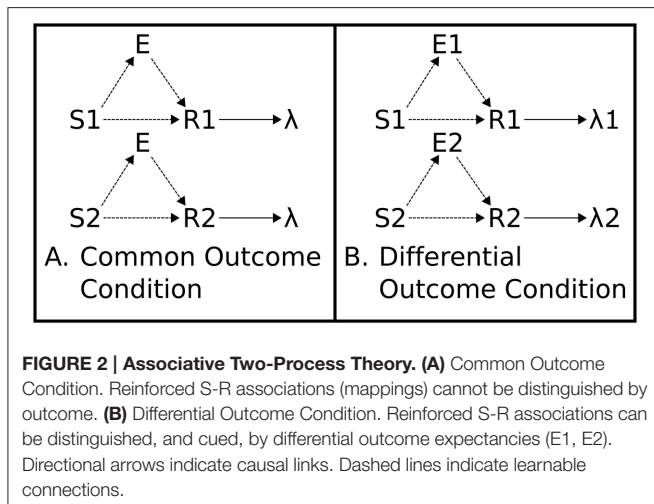 E
S1 R1 λ
E
S2 R2 λ
A. Common Outcome
Condition
E1
S1 R1 λ1
E2
S2 R2 λ2
B. Differential
Outcome Condition
FIGURE 2 | Associative Two-Process Theory. (A) Common Outcome
Condition. Reinforced S-R associations (mappings) cannot be distinguished by
outcome. (B) Differential Outcome Condition. Reinforced S-R associations can
be distinguished, and cued, by differential outcome expectancies (E1, E2).
Directional arrows indicate causal links. Dashed lines indicate learnable
connections.